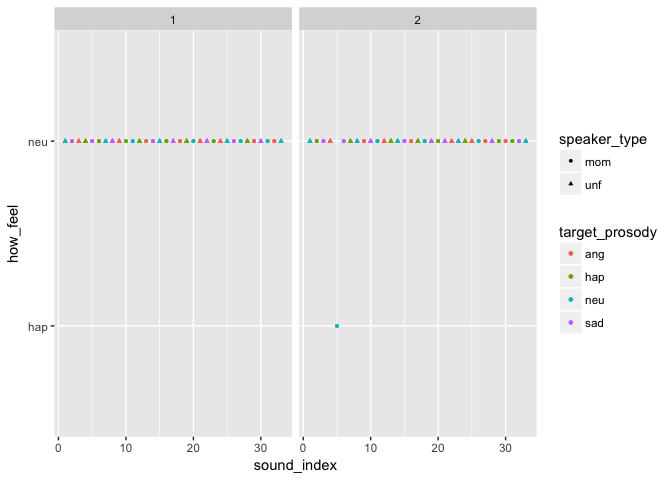 1 2
neu
hap
how_feel
0 10 20 30 0 10 20 30
sound_index
speaker_type
mom
unf
target_prosody
ang
hap
neu
sad